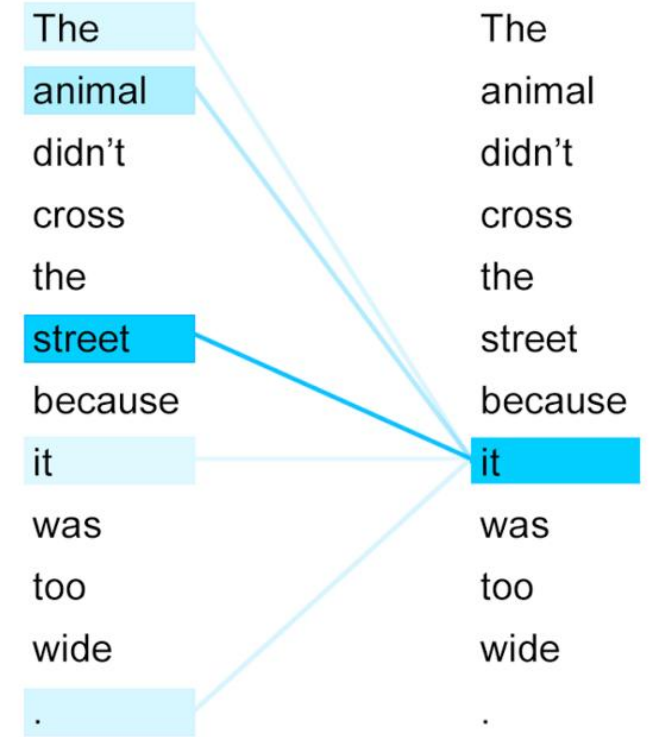 The The
animal animal
didn’t didn’t
cross cross
the the
street street
because because
it it
was was
too too
wide wide
. .